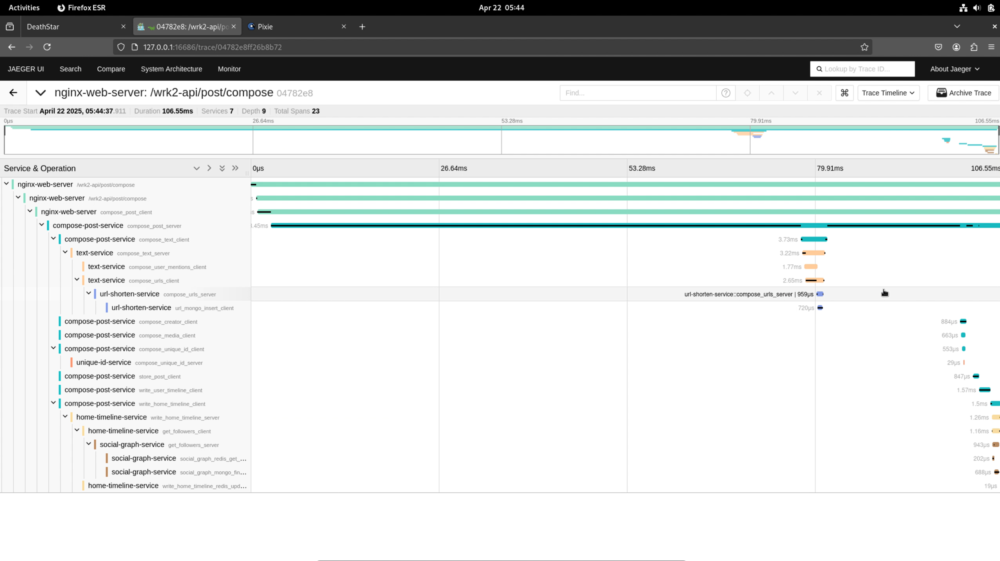 Activities Firefox ESR Apr 22 05:44
DeathStar 04782e8: /wrk2-api/po Pixie
127.0.0.1:16686/trace/04782e8ff26b8b72
JAEGER UI Search Compare System Architecture Monitor Lookup by Trace ID... About Jaeger
nginx-web-server: /wrk2-api/post/compose 04782e8 Find... Trace Timeline Archive Trace
Trace Start April 22 2025, 05:44:37.911 Duration 106.55ms Services 7 Depth 9 Total Spans 23
0μs 26.64ms 53.28ms 79.91ms 106.55ms
Service & Operation 0μs 26.64ms 53.28ms 79.91ms 106.55ms
nginx-web-server /wrk2-api/post/compose
nginx-web-server /wrk2-api/post/compose s
nginx-web-server compose_post_client s
compose-post-service compose_post_server .45ms
compose-post-service compose_text_client 3.73ms
text-service compose_text_server 3.22ms
text-service compose_user_mentions_client 1.77ms
text-service compose_urls_client 2.65ms
url-shorten-service compose_urls_server url-shorten-service::compose_urls_server | 959μs
url-shorten-service url_mongo_insert_client 720μs
compose-post-service compose_creator_client 884μs
compose-post-service compose_media_client 663μs
compose-post-service compose_unique_id_client 553μs
unique-id-service compose_unique_id_server 29μs
compose-post-service store_post_client 847μs
compose-post-service write_user_timeline_client 1.57ms
compose-post-service write_home_timeline_client 1.5ms
home-timeline-service write_home_timeline_server 1.26ms
home-timeline-service get_followers_client 1.16ms
social-graph-service get_followers_server 943μs
social-graph-service social_graph_redis_get_... 202μs
social-graph-service social_graph_mongo_fin... 688μs
home-timeline-service write_home_timeline_redis_upd... 19μs